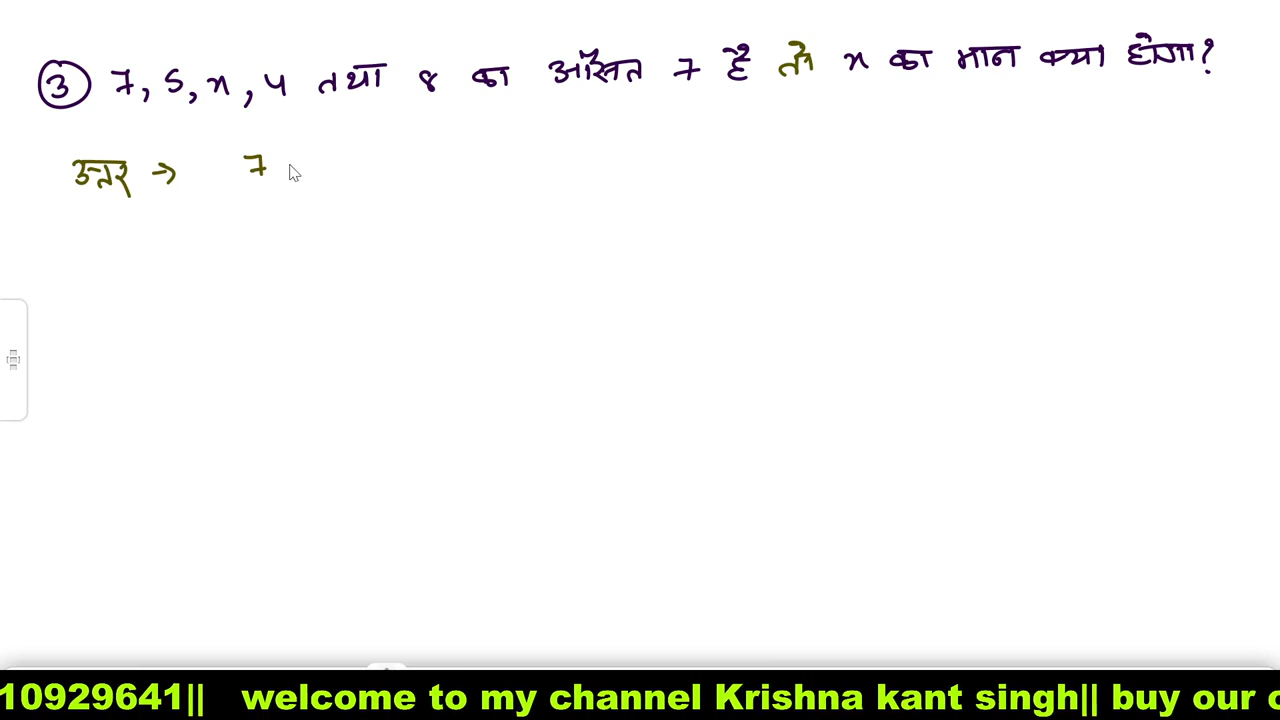 ③ 7, 5, x, 4 तथा 8 का औसत 7 है तो x का मान क्या होगा?
उत्तर → 7
10929641|| welcome to my channel Krishna kant singh|| buy our c